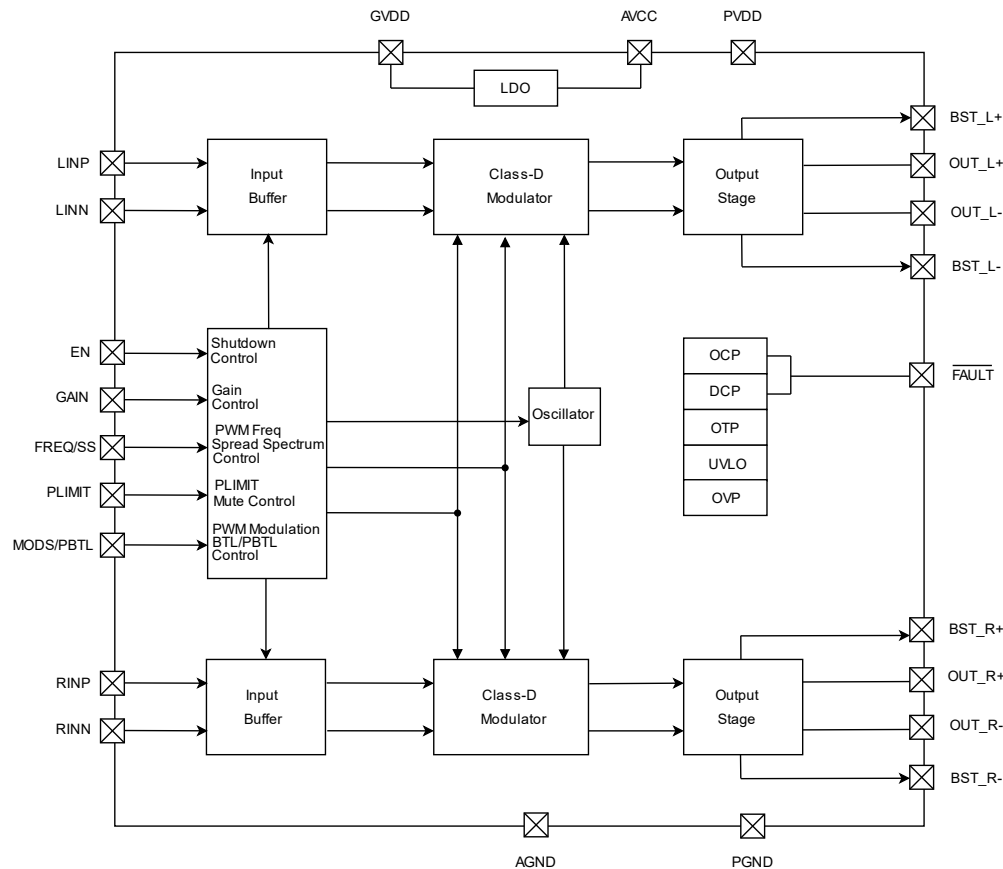 GVDD
AVCC
PVDD
LDO
BST_L+
LINP
Input
Buffer
Class-D
Modulator
Output
Stage
OUT_L+
LINN
OUT_L-
BST_L-
EN
Shutdown
Control
OCP
FAULT
GAIN
Gain
Control
DCP
Oscillator
FREQ/SS
PWM Freq
Spread Spectrum
Control
OTP
UVLO
PLIMIT
PLIMIT
Mute Control
OVP
MODS/PBTL
PWM Modulation
BTL/PBTL
Control
BST_R+
RINP
Input
Buffer
Class-D
Modulator
Output
Stage
OUT_R+
RINN
OUT_R-
BST_R-
AGND
PGND